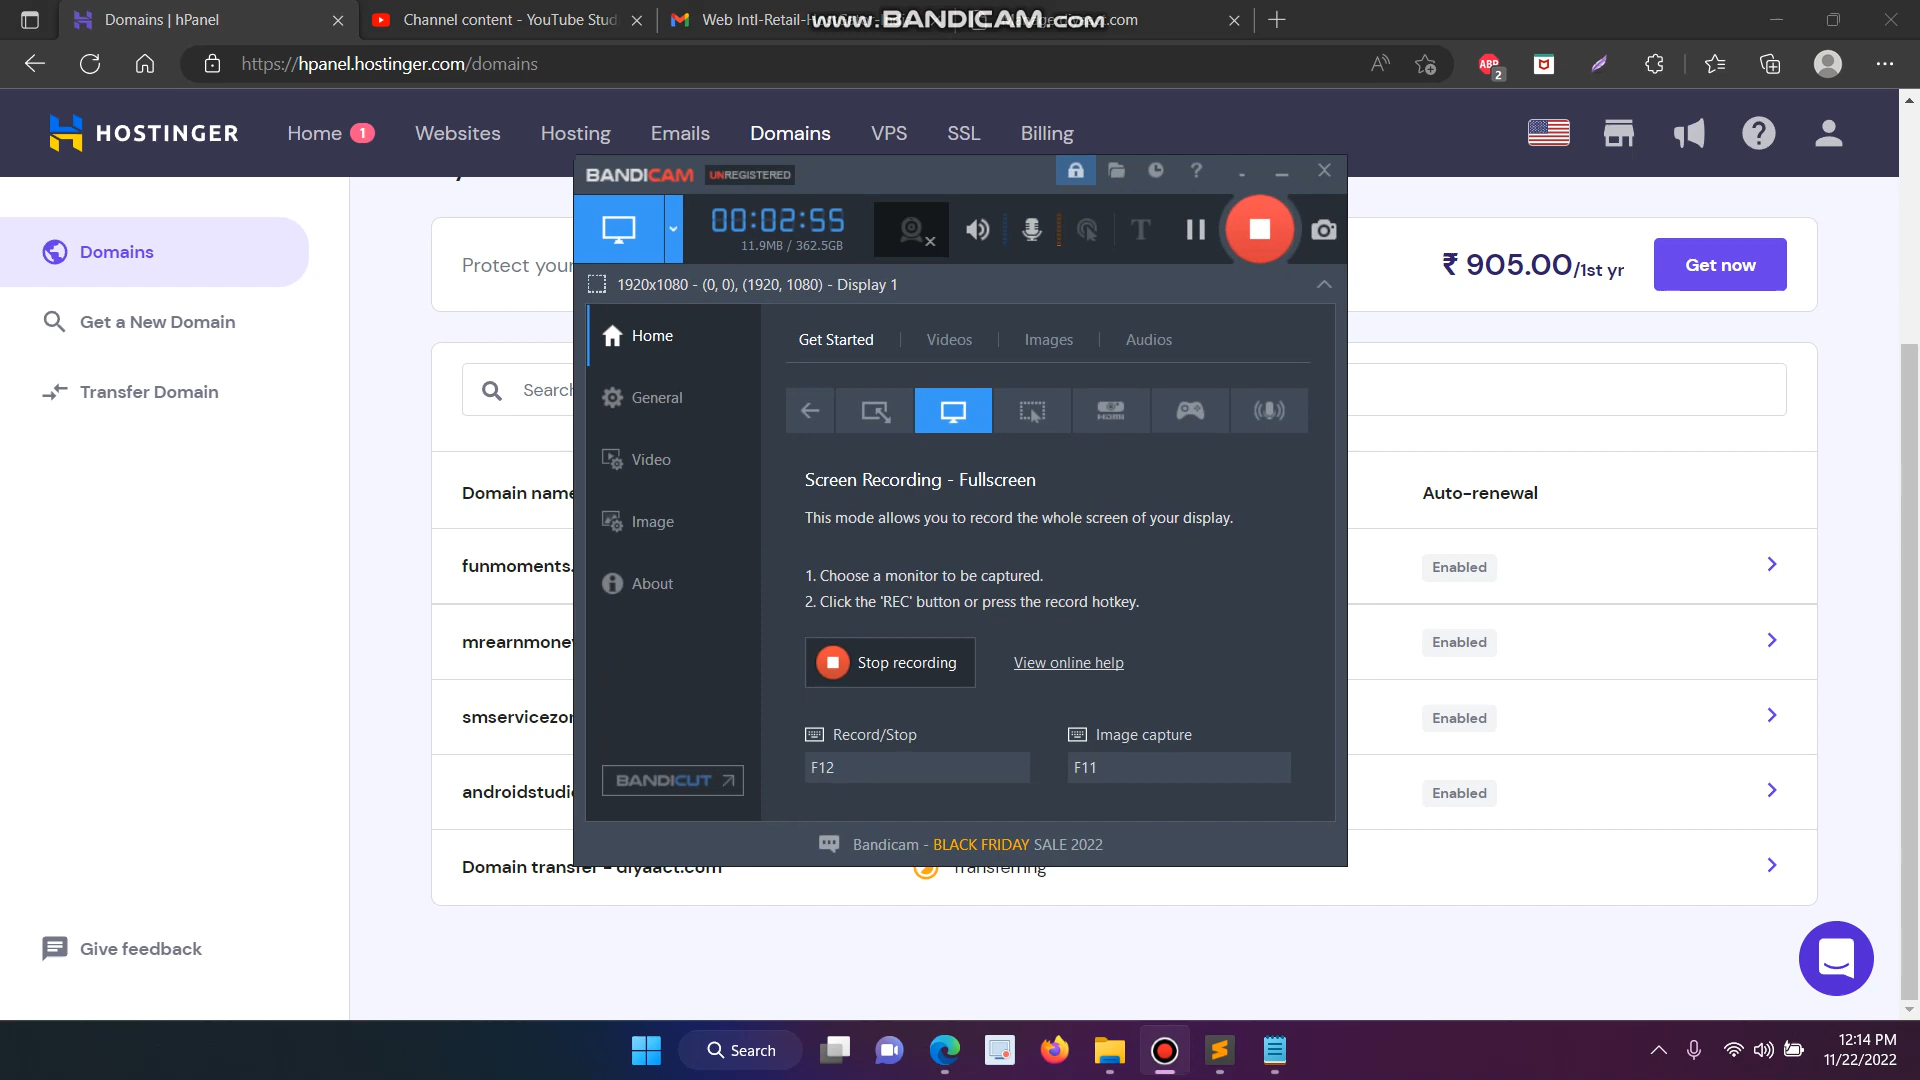 Domains | hPanel
Channel content - YouTube Stud
Web Intl-Retail-
www.BANDICAM.com
https://hpanel.hostinger.com/domains
ABP
2
HOSTINGER
Home 1
Websites
Hosting
Emails
Domains
VPS
SSL
Billing
BANDICAM UNREGISTERED
00:02:55
11.9MB / 362.5GB
1920x1080 - (0, 0), (1920, 1080) - Display 1
Domains
Get a New Domain
Transfer Domain
Give feedback
Protect your
₹ 905.00/1st yr
Get now
Search
Domain name
Auto-renewal
funmoments.
Enabled
mrearnmone
Enabled
smservicezo
Enabled
androidstudi
Enabled
Domain transfer - diyaact.com
Transferring
Home
General
Video
Image
About
BANDICUT
Get Started
Videos
Images
Audios
HDMI
Screen Recording - Fullscreen
This mode allows you to record the whole screen of your display.
1. Choose a monitor to be captured.
2. Click the 'REC' button or press the record hotkey.
Stop recording
View online help
Record/Stop
Image capture
F12
F11
Bandicam - BLACK FRIDAY SALE 2022
Search
12:14 PM
11/22/2022